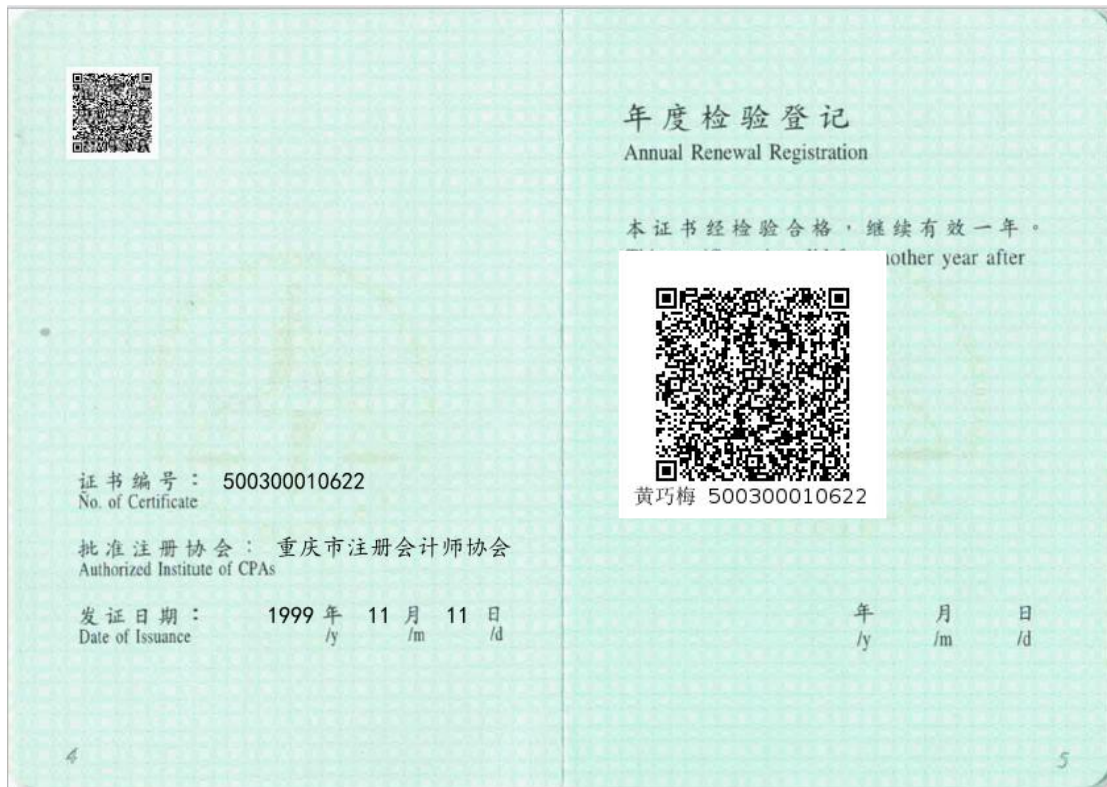 证书编号： 500300010622
No. of Certificate
批准注册协会： 重庆市注册会计师协会
Authorized Institute of CPAs
发证日期： 1999 年 11 月 11 日
Date of Issuance /y /m /d
4
年度检验登记
Annual Renewal Registration
本证书经检验合格，继续有效一年。
nother year after
黄巧梅 500300010622
年 月 日
/y /m /d
5